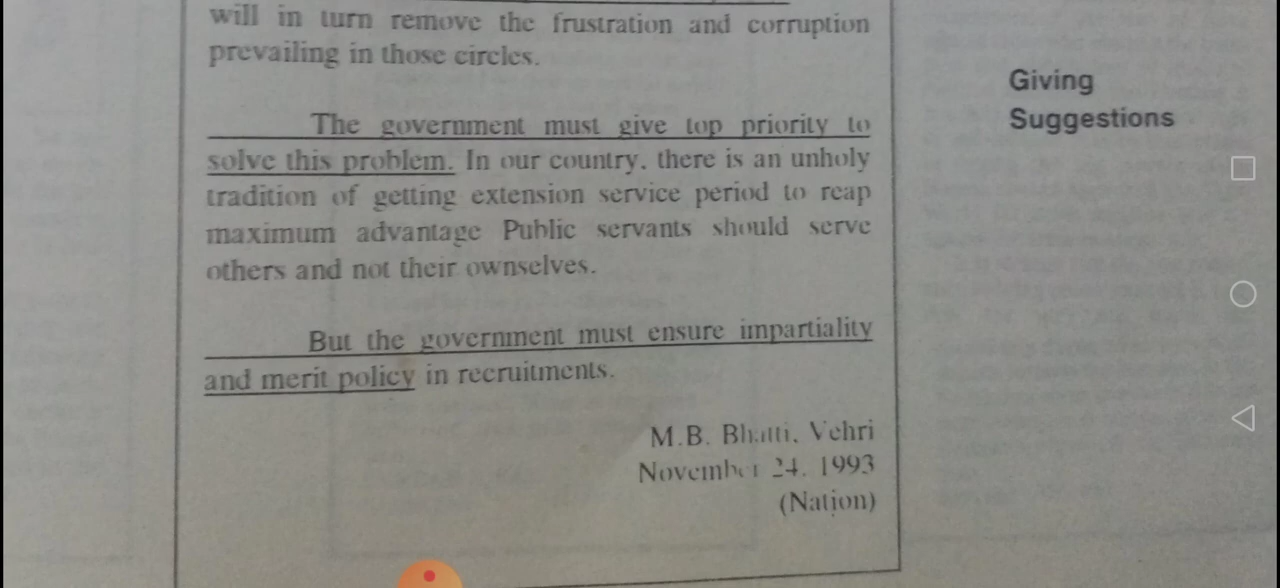 will in turn remove the frustration and corruption
prevailing in those circles.
The government must give top priority to
solve this problem. In our country, there is an unholy
tradition of getting extension service period to reap
maximum advantage Public servants should serve
others and not their ownselves.
But the government must ensure impartiality
and merit policy in recruitments.
M.B. Bhatti, Vehri
November 24, 1993
(Nation)
Giving
Suggestions